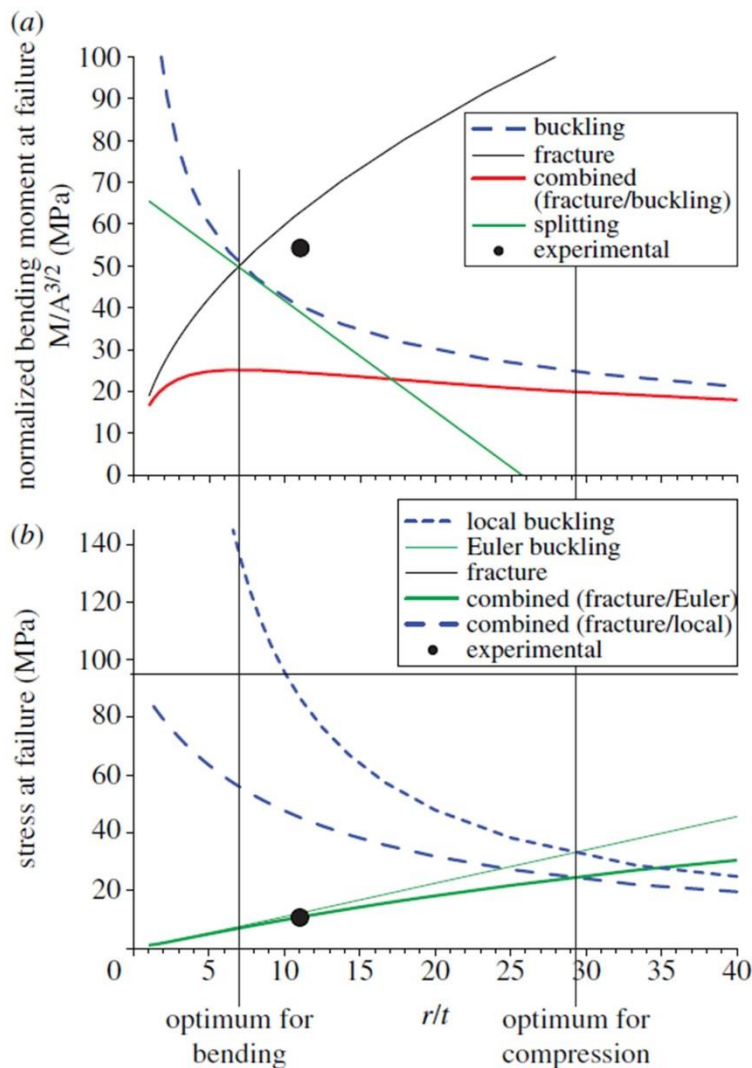 (a)
normalized bending moment at failure
M/A3/2 (MPa)
100
90
80
70
60
50
40
30
20
10
0
buckling
fracture
combined
(fracture/buckling)
splitting
experimental
(b)
stress at failure (MPa)
140
120
100
80
60
40
20
0
5
10
15
20
25
30
35
40
local buckling
Euler buckling
fracture
combined (fracture/Euler)
combined (fracture/local)
experimental
optimum for
bending
r/t
optimum for
compression